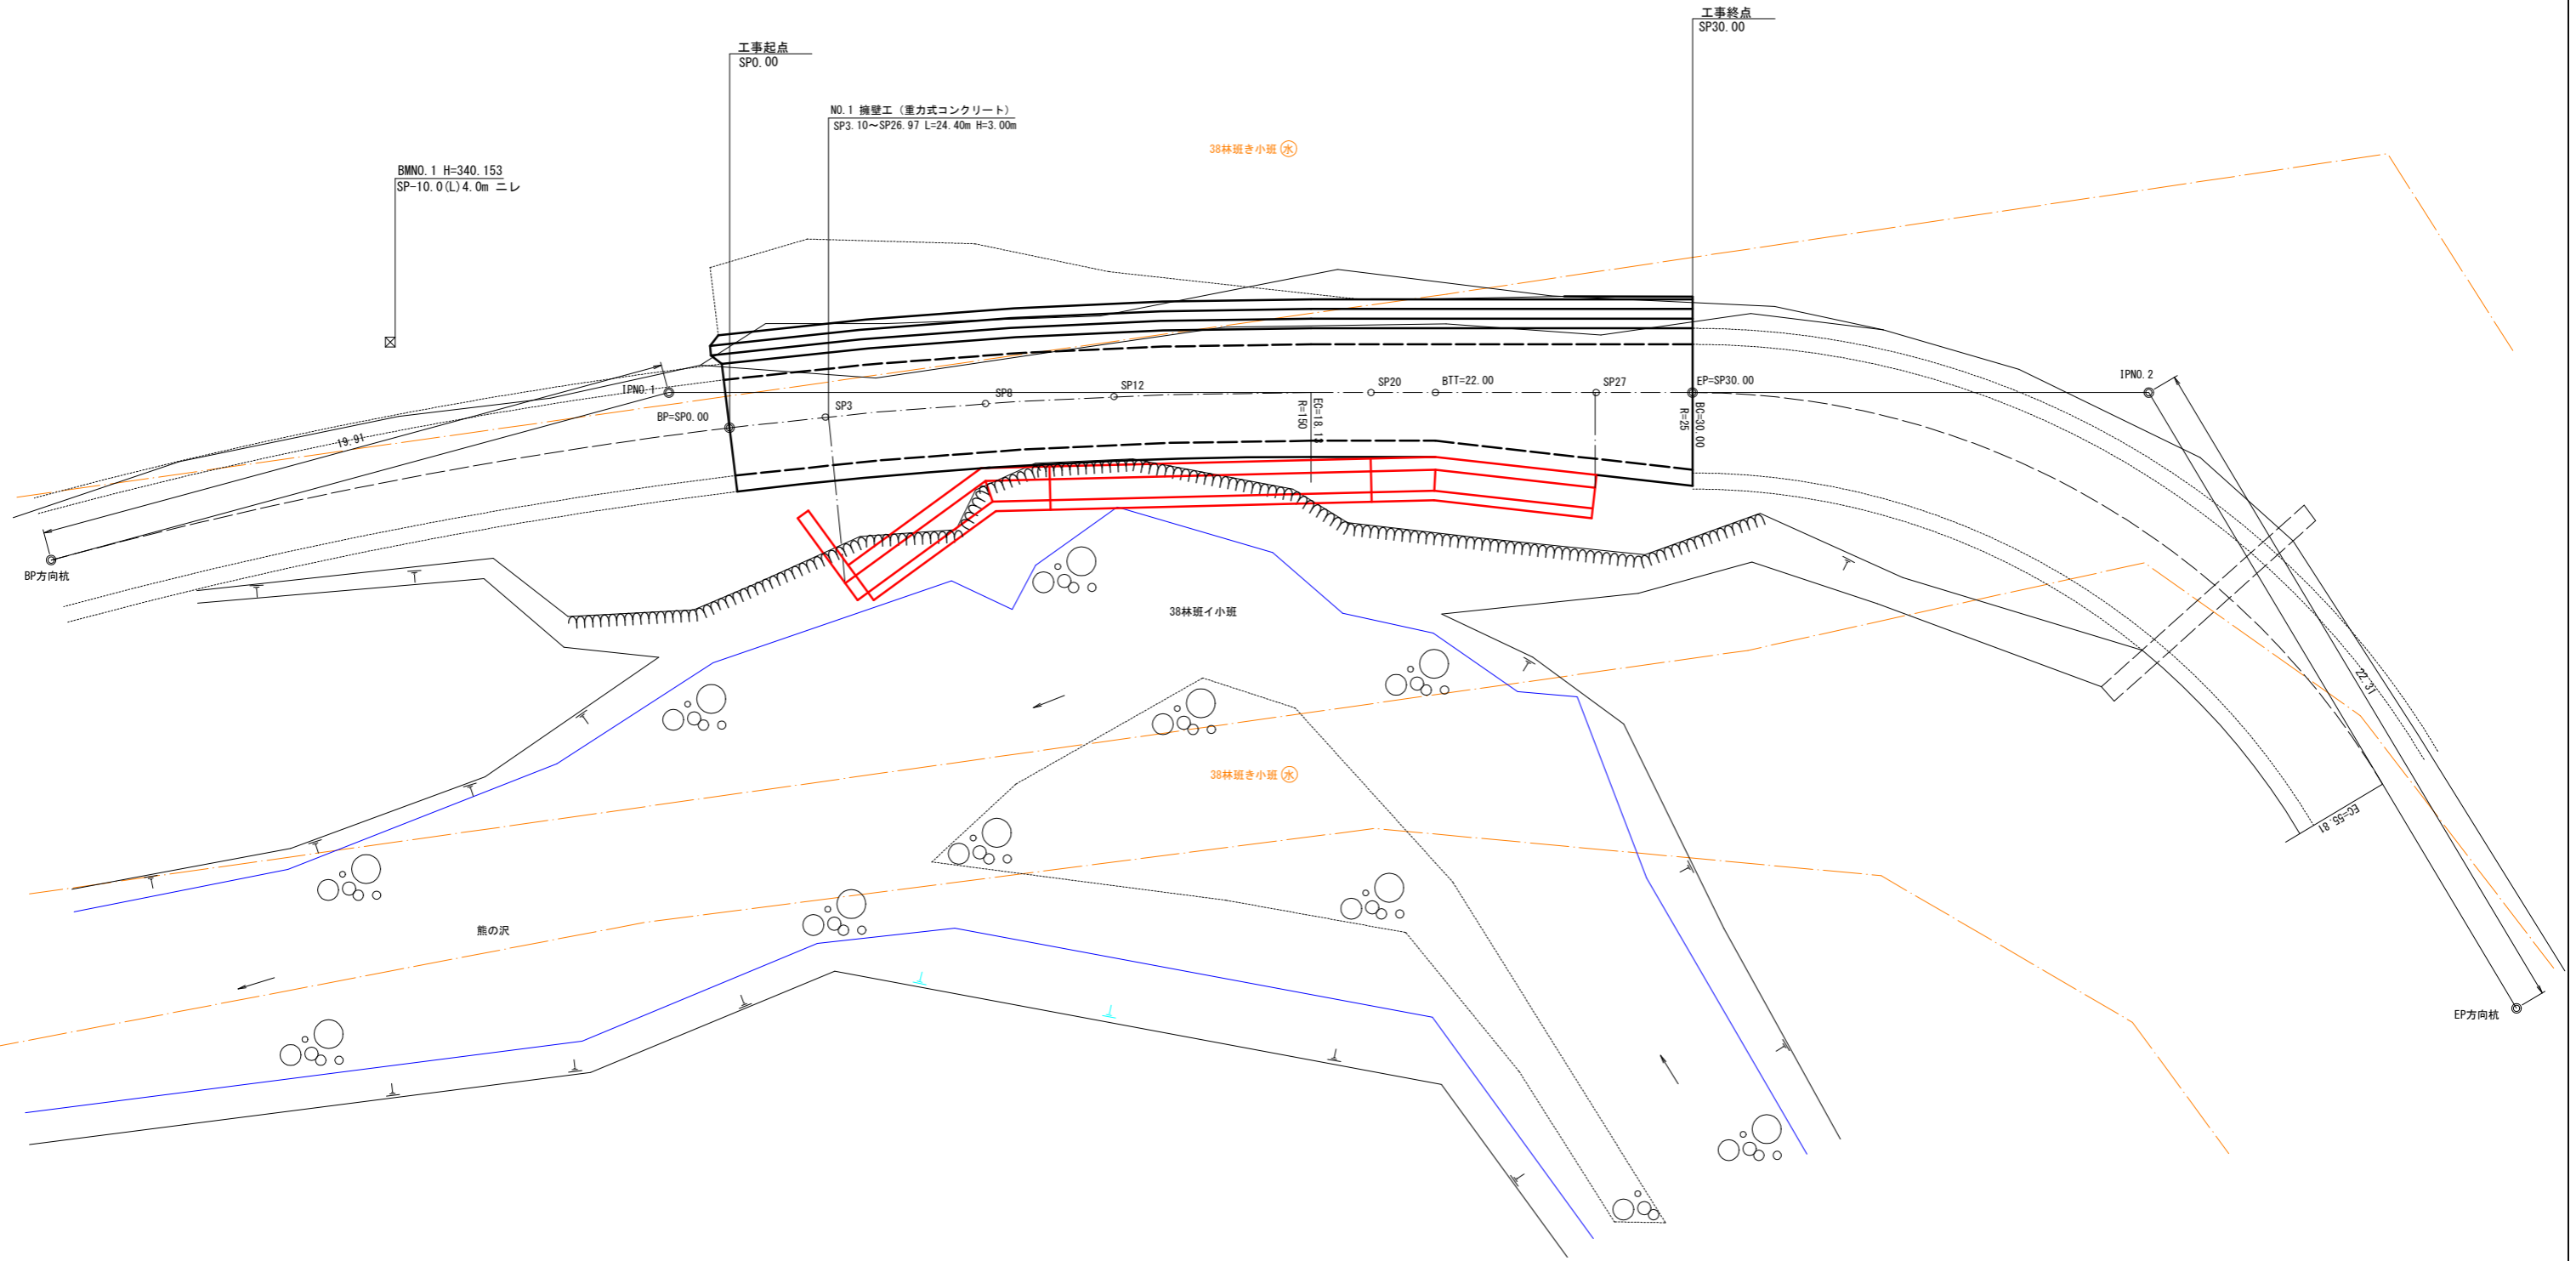 工事終点
SP30.00
工事起点
SP0.00
NO.1 擁壁工（重力式コンクリート）
SP3.10～SP26.97 L=24.40m H=3.00m
38林班き小班 ㊌
BMNO.1 H=340.153
SP-10.0(L)4.0m ニレ
IPNO.1
SP3
SP8
SP12
SP20
BTT=22.00
SP27
EP=SP30.00
IPNO.2
BP=SP0.00
EC=18.13
R=150
BC=30.00
R=25
19.91
BP方向杭
38林班イ小班
22.31
38林班き小班 ㊌
EC=55.81
熊の沢
EP方向杭